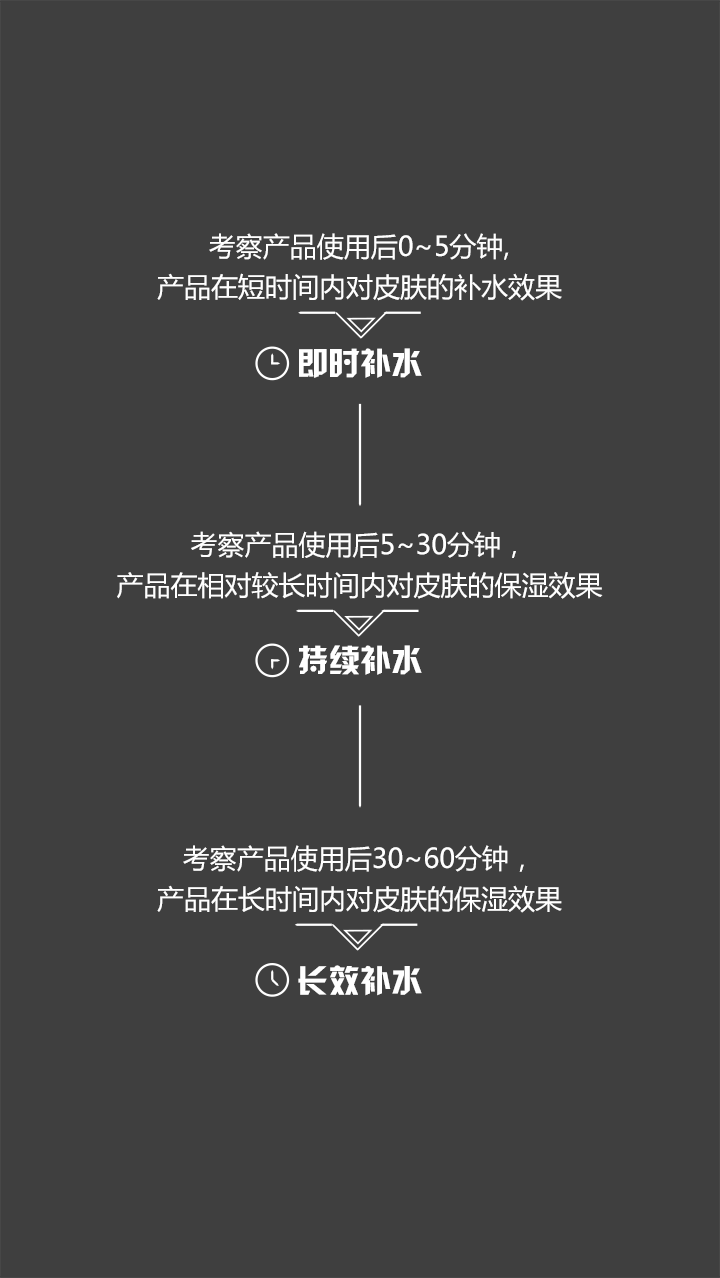 考察产品使用后0~5分钟,
产品在短时间内对皮肤的补水效果
即时补水
考察产品使用后5~30分钟，
产品在相对较长时间内对皮肤的保湿效果
持续补水
考察产品使用后30~60分钟，
产品在长时间内对皮肤的保湿效果
长效补水